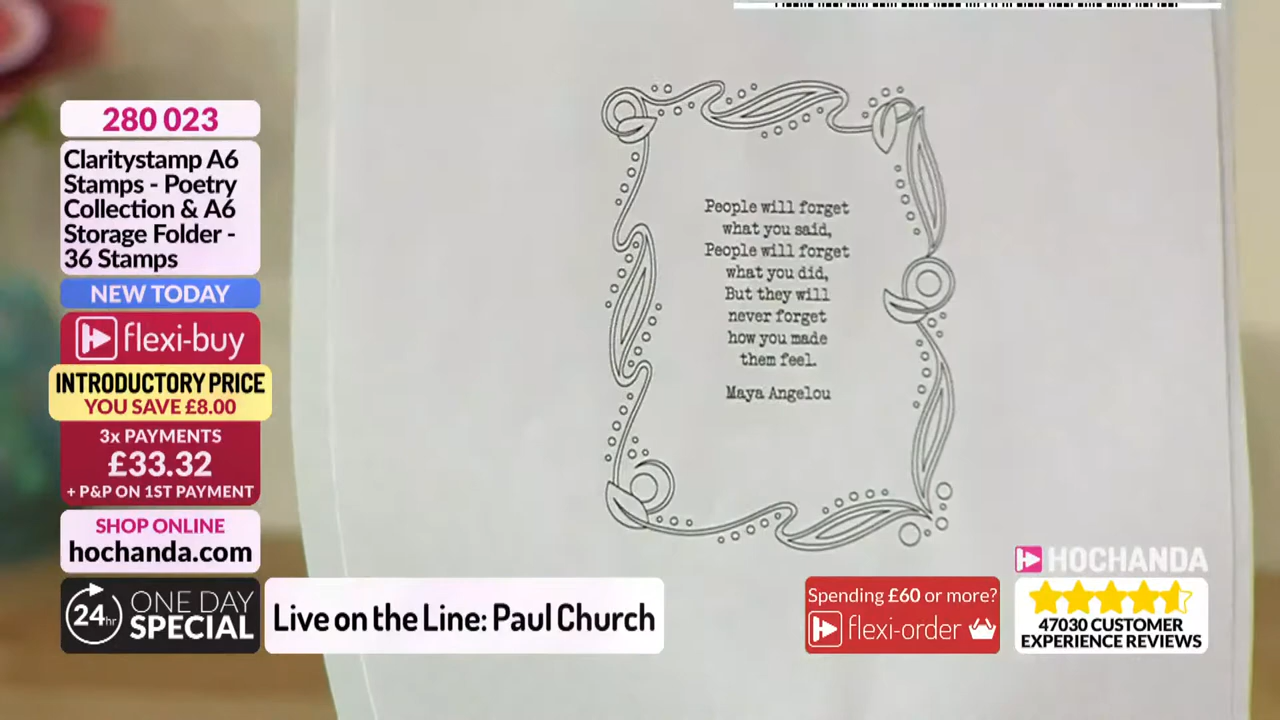 280 023
Claritystamp A6
Stamps - Poetry
Collection & A6
Storage Folder -
36 Stamps
NEW TODAY
flexi-buy
INTRODUCTORY PRICE
YOU SAVE £8.00
3x PAYMENTS
£33.32
+ P&P ON 1ST PAYMENT
SHOP ONLINE
hochanda.com
24hr
ONE DAY
SPECIAL
Live on the Line: Paul Church
People will forget
what you said,
People will forget
what you did,
But they will
never forget
how you made
them feel.
Maya Angelou
Spending £60 or more?
flexi-order
HOCHANDA
47030 CUSTOMER
EXPERIENCE REVIEWS